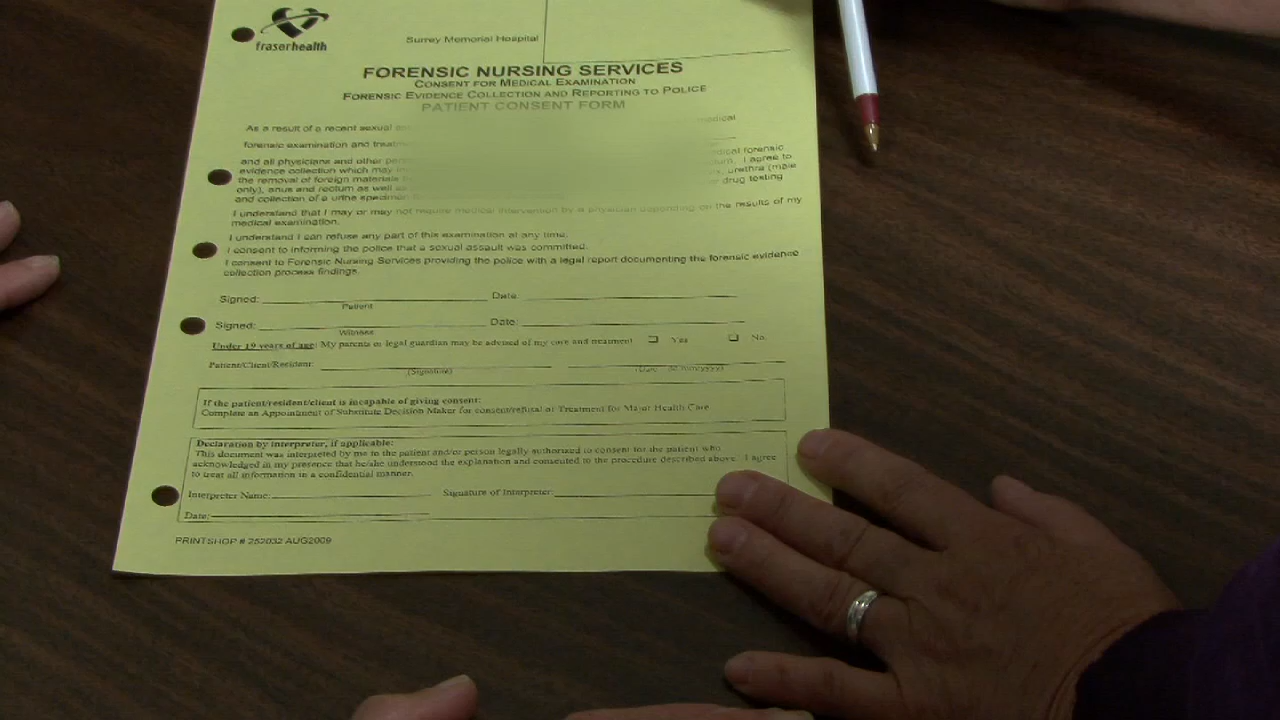 fraserhealth
Surrey Memorial Hospital
FORENSIC NURSING SERVICES
CONSENT FOR MEDICAL EXAMINATION
FORENSIC EVIDENCE COLLECTION AND REPORTING TO POLICE
PATIENT CONSENT FORM
As a result of a recent sexual medical
forensic examination and
and all physicians and other forensic
evidence collection which may I agree to
the removal of foreign materials urethra (male
only), anus and rectum as well as drug testing
and collection of a urine specimen
I understand that I may or may not require medical intervention by a physician depending on the results of my
medical examination.
I understand I can refuse any part of this examination at any time.
I consent to informing the police that a sexual assault was committed.
I consent to Forensic Nursing Services providing the police with a legal report documenting the forensic evidence
collection process findings.
Signed: Date:
Patient
Signed: Date:
Witness
Under 19 years of age: My parents or legal guardian may be advised of my care and treatment Yes No
Patient/Client/Resident:
(Signature)
If the patient/resident/client is incapable of giving consent:
Complete an Appointment of Substitute Decision Maker for consent/refusal of Treatment for Major Health Care
Declaration by interpreter, if applicable:
This document was interpreted by me to the patient and/or person legally authorized to consent for the patient who
acknowledged in my presence that he/she understood the explanation and consented to the procedure described above. I agree
to treat all information in a confidential manner.
Interpreter Name: Signature of Interpreter:
Date:
PRINTSHOP # 252032 AUG2009